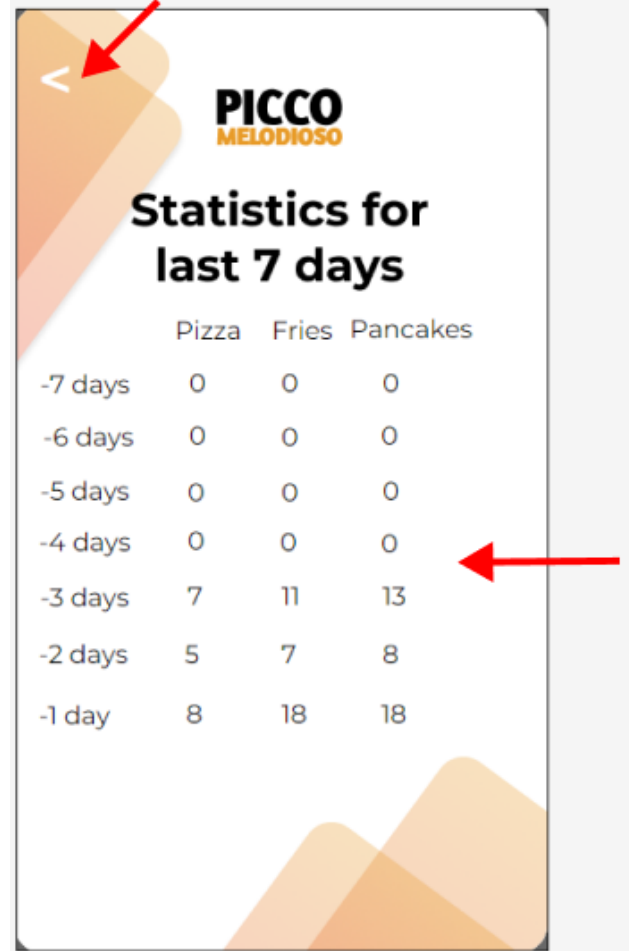 <
PICCO
MELODIOSO
Statistics for
last 7 days
Pizza Fries Pancakes
-7 days 0 0 0
-6 days 0 0 0
-5 days 0 0 0
-4 days 0 0 0
-3 days 7 11 13
-2 days 5 7 8
-1 day 8 18 18